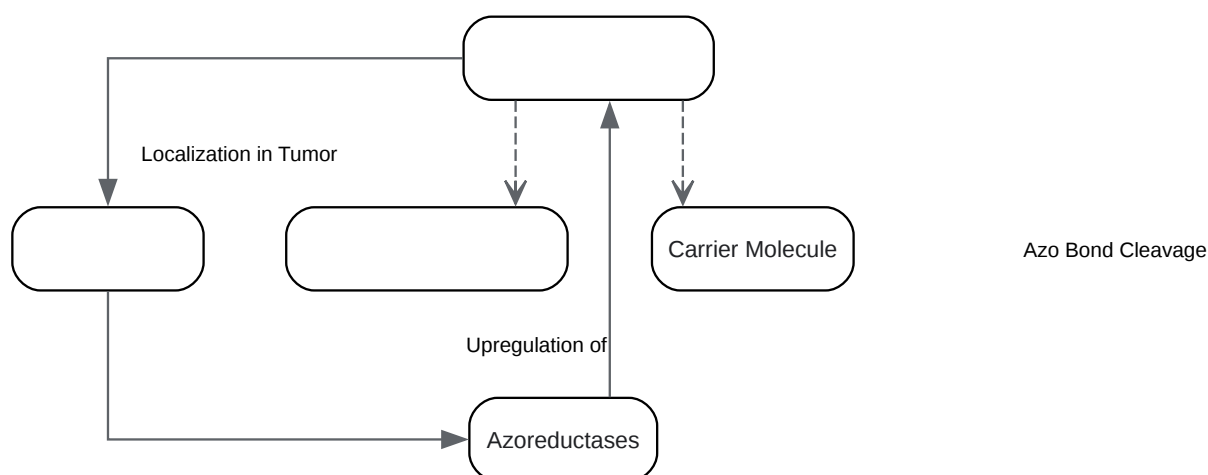 Localization in Tumor
Carrier Molecule
Azo Bond Cleavage
Upregulation of
Azoreductases